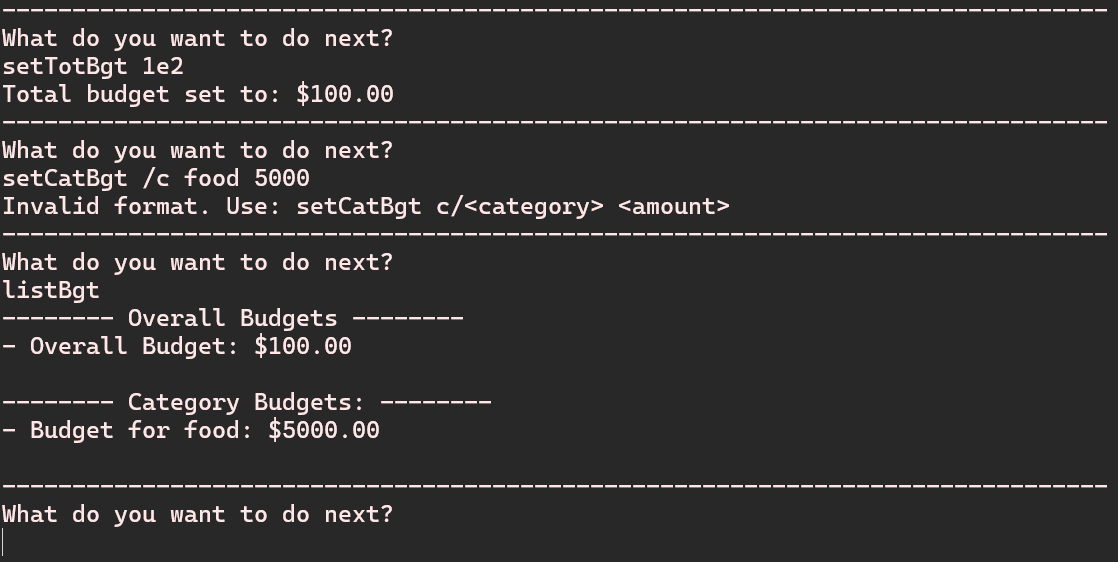 -------------------------------------------------------------------------------
What do you want to do next?
setTotBgt 1e2
Total budget set to: $100.00
-------------------------------------------------------------------------------
What do you want to do next?
setCatBgt /c food 5000
Invalid format. Use: setCatBgt c/<category> <amount>
-------------------------------------------------------------------------------
What do you want to do next?
listBgt
-------- Overall Budgets --------
- Overall Budget: $100.00

-------- Category Budgets: --------
- Budget for food: $5000.00

-------------------------------------------------------------------------------
What do you want to do next?